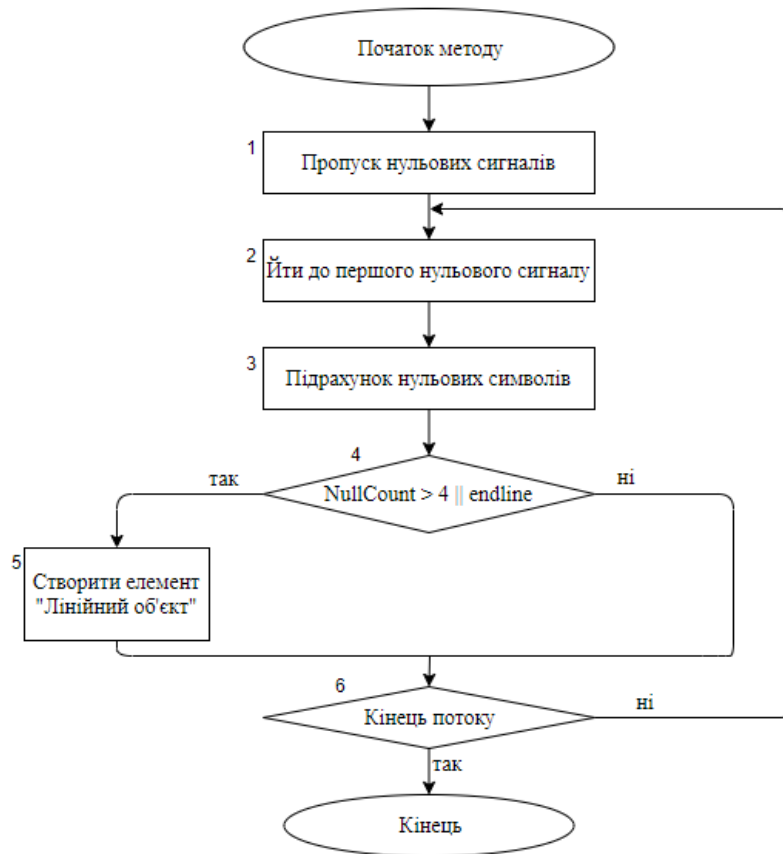 Початок методу
1
Пропуск нульових сигналів
2
Йти до першого нульового сигналу
3
Підрахунок нульових символів
4
так
NullCount > 4 || endline
ні
5
Створити елемент
"Лінійний об'єкт"
6
Кінець потоку
ні
так
Кінець